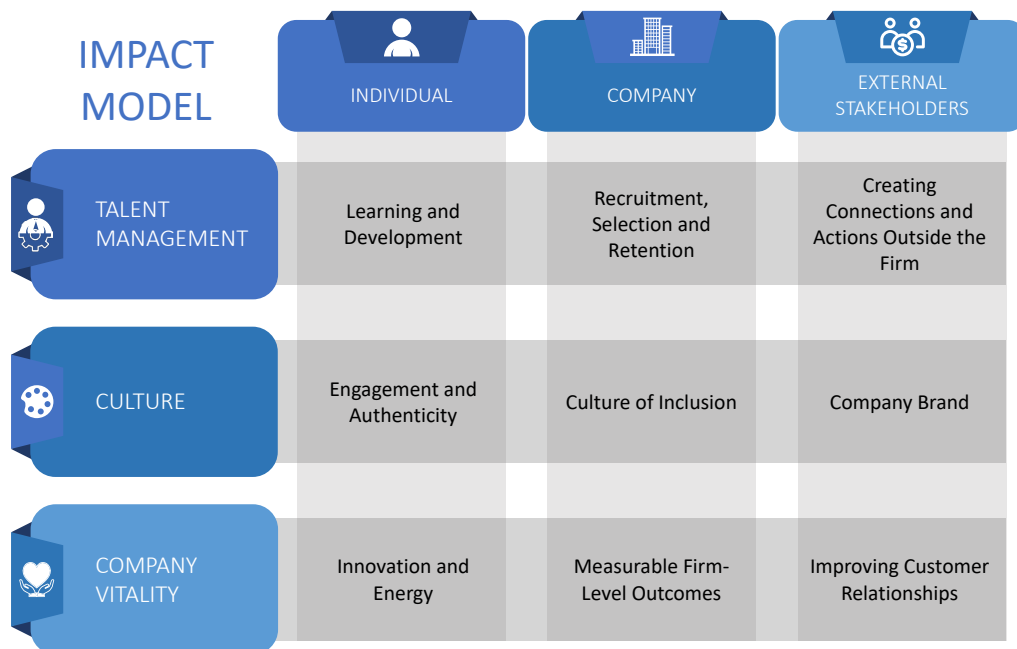 IMPACT
MODEL
INDIVIDUAL
COMPANY
EXTERNAL
STAKEHOLDERS
TALENT
MANAGEMENT
Learning and
Development
Recruitment,
Selection and
Retention
Creating
Connections and
Actions Outside the
Firm
CULTURE
Engagement and
Authenticity
Culture of Inclusion
Company Brand
COMPANY
VITALITY
Innovation and
Energy
Measurable Firm-
Level Outcomes
Improving Customer
Relationships